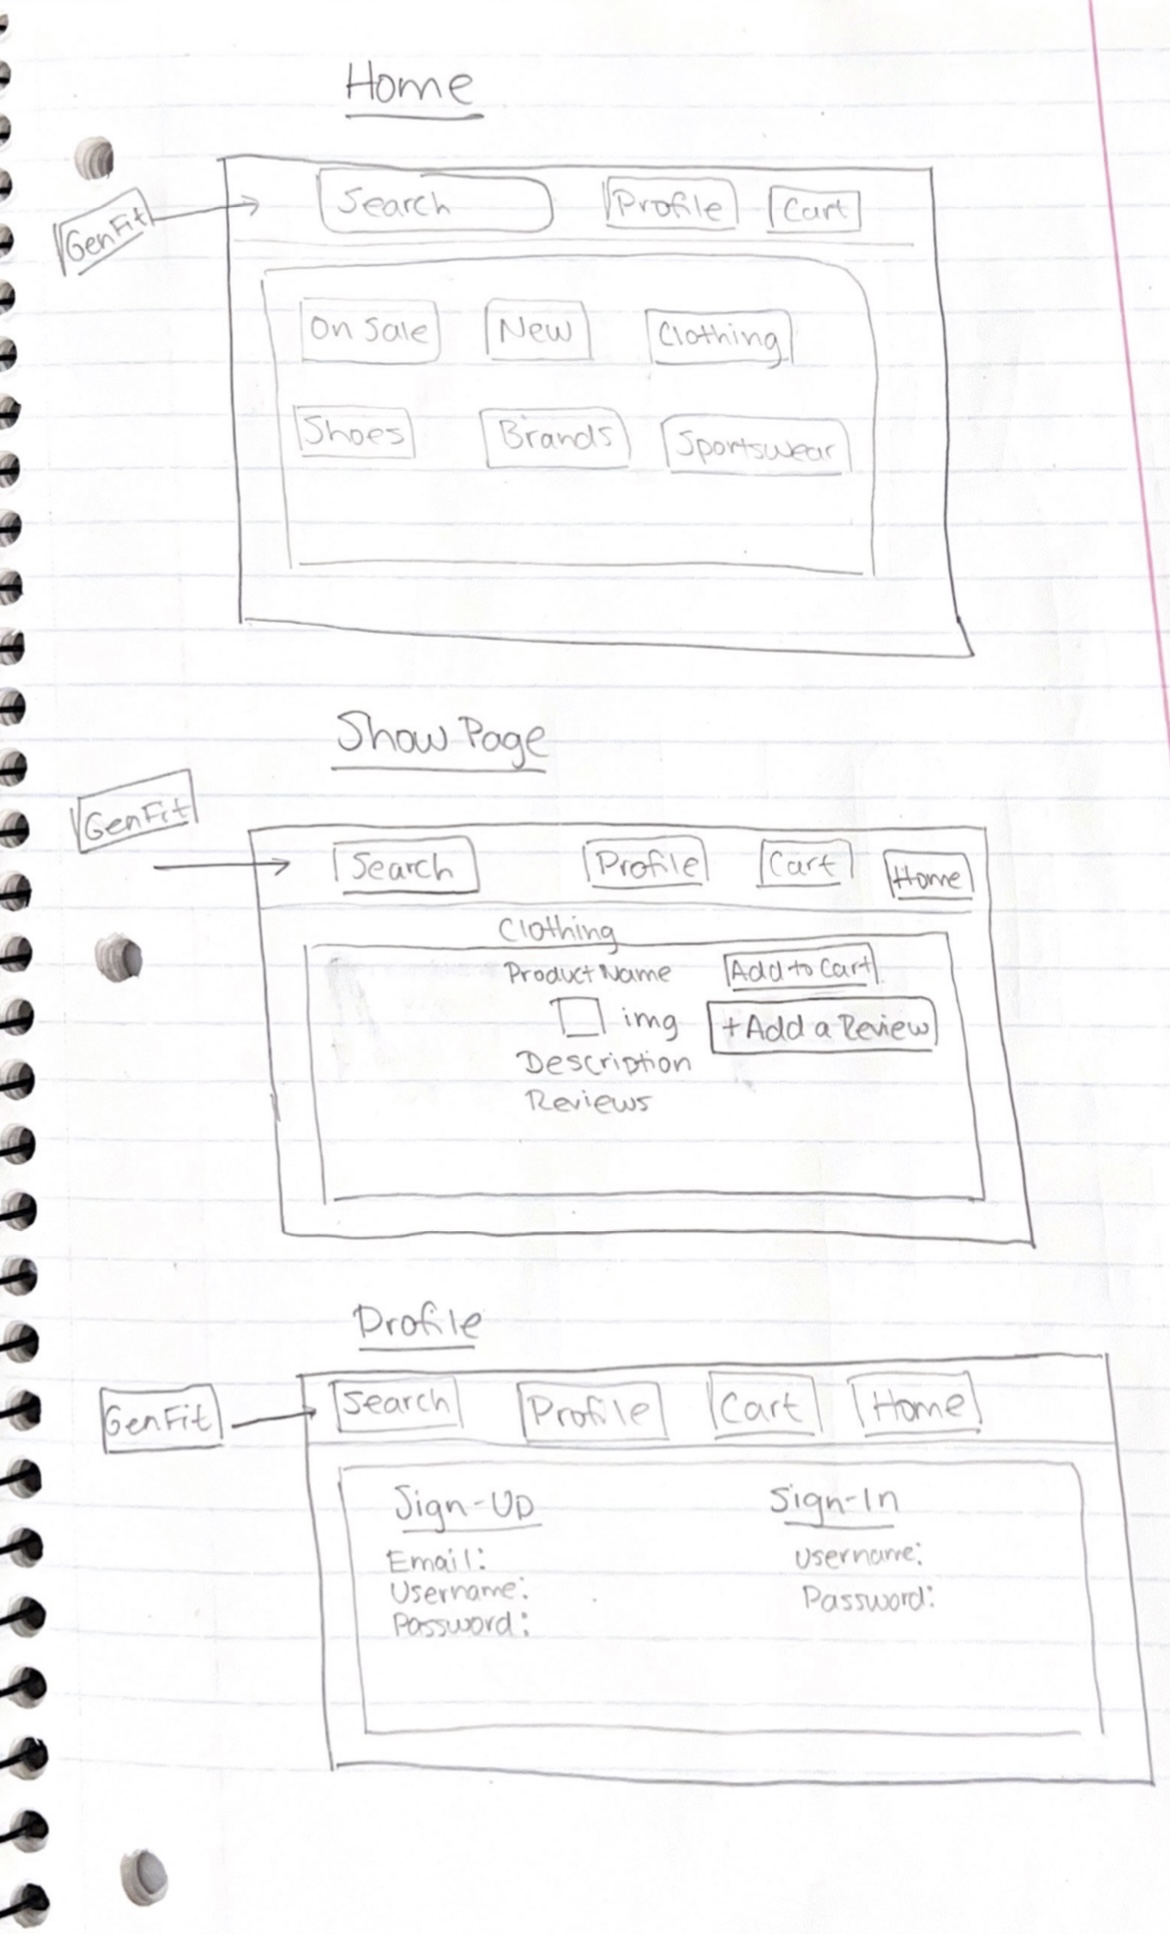 Home
GenFit
Search Profile Cart
On Sale New Clothing
Shoes Brands Sportswear
Show Page
GenFit
Search Profile Cart Home
Clothing
Product Name Add to Cart
img +Add a Review
Description
Reviews
Profile
GenFit
Search Profile Cart Home
Sign-Up Sign-In
Email: Username:
Username: Password:
Password: